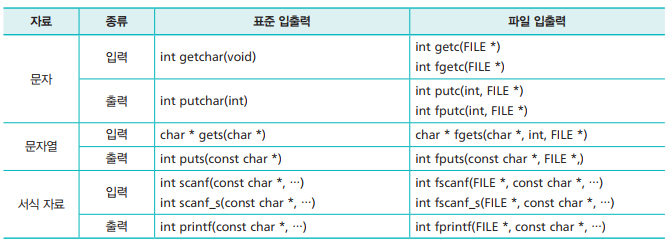 자료 종류 표준 입출력 파일 입출력
문자 입력 int getchar(void) int getc(FILE *)
int fgetc(FILE *)
출력 int putchar(int) int putc(int, FILE *)
int fputc(int, FILE *)
문자열 입력 char * gets(char *) char * fgets(char *, int, FILE *)
출력 int puts(const char *) int fputs(const char *, FILE *,)
서식 자료 입력 int scanf(const char *, …) int fscanf(FILE *, const char *, …)
int scanf_s(const char *, …) int fscanf_s(FILE *, const char *, …)
출력 int printf(const char *, …) int fprintf(FILE *, const char *, …)